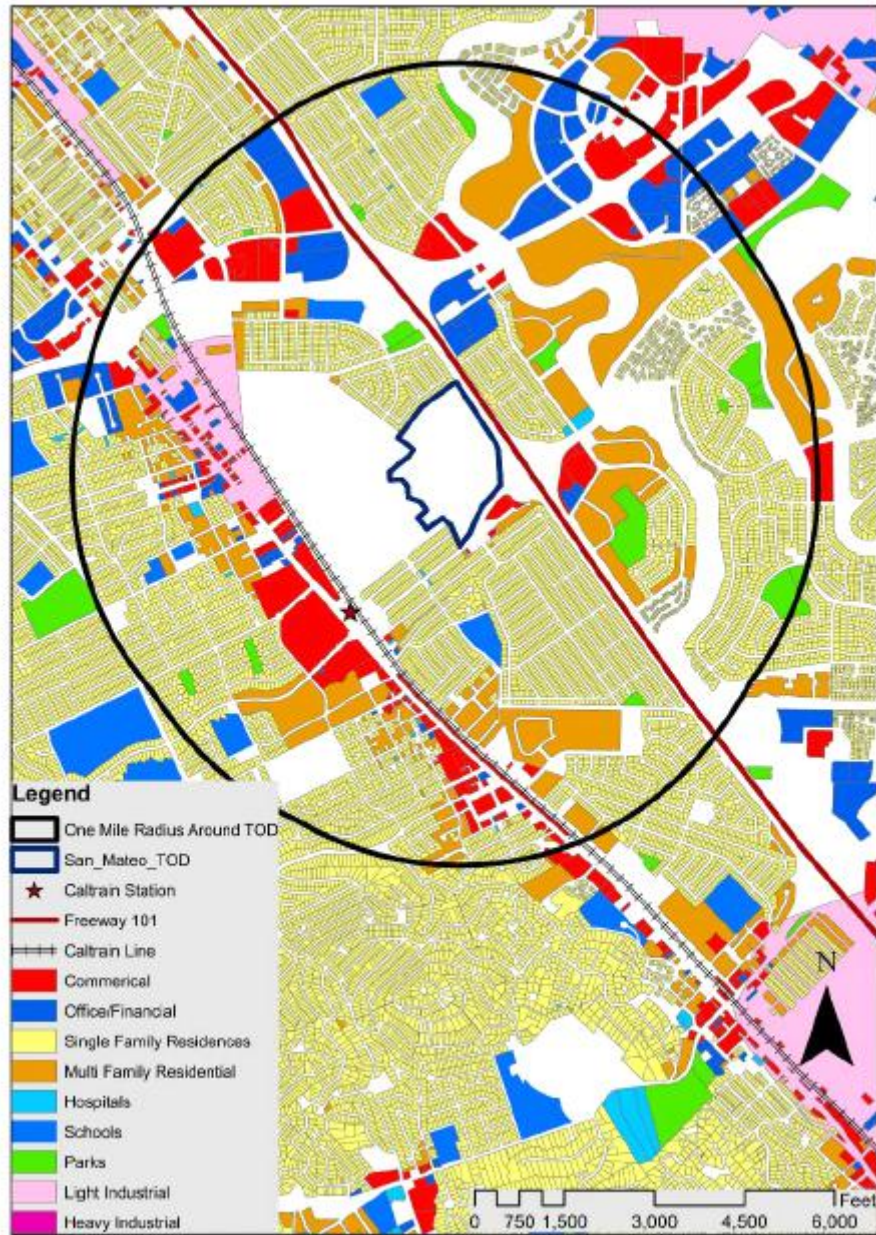 Legend
One Mile Radius Around TOD
San_Mateo_TOD
Caltrain Station
Freeway 101
Caltrain Line
Commerical
Office/Financial
Single Family Residences
Multi Family Residential
Hospitals
Schools
Parks
Light Industrial
Heavy Industrial
N
Feet
0 750 1,500 3,000 4,500 6,000